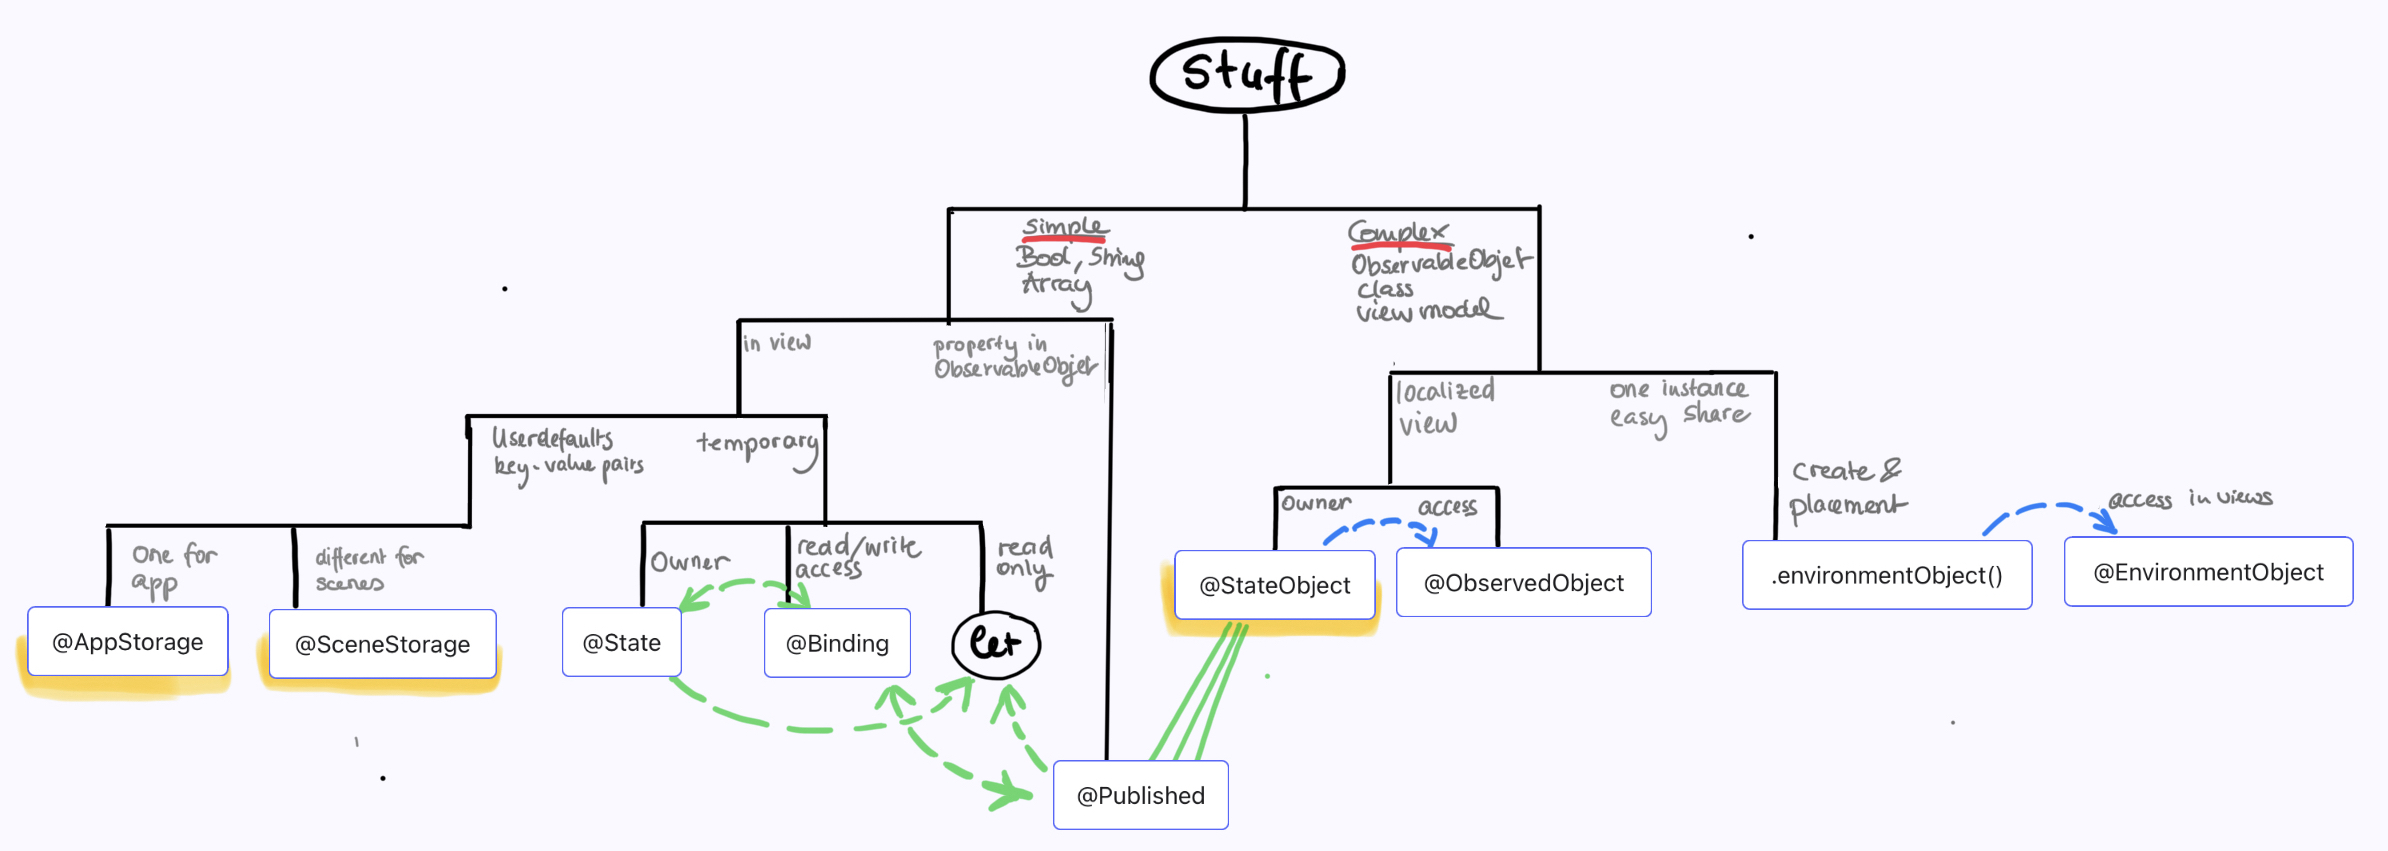 stuff
simple
Bool, String
Array
Complex
ObservableObjet
class
view model
in view
property in
ObservableObjet
localized
view
one instance
easy share
Userdefaults
key-value pairs
temporary
Owner
access
create &
placement
access in views
One for
app
different for
scenes
Owner
read/write
access
read
only
@AppStorage
@SceneStorage
@State
@Binding
let
@StateObject
@ObservedObject
.environmentObject()
@EnvironmentObject
@Published